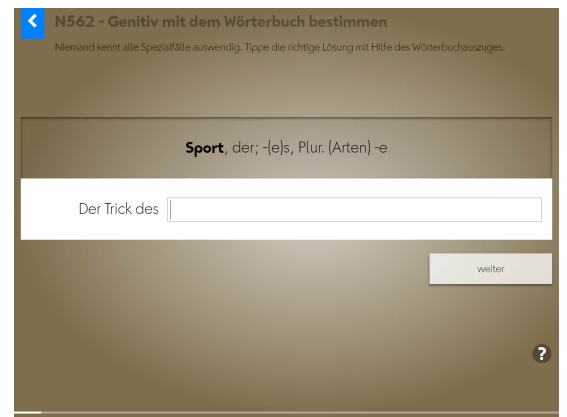 N562 - Genitiv mit dem Wörterbuch bestimmen
Niemand kennt alle Spezialfälle auswendig. Tippe die richtige Lösung mit Hilfe des Wörterbuchauszuges.
Sport, der; -(e)s, Plur. (Arten) -e
Der Trick des
weiter
?